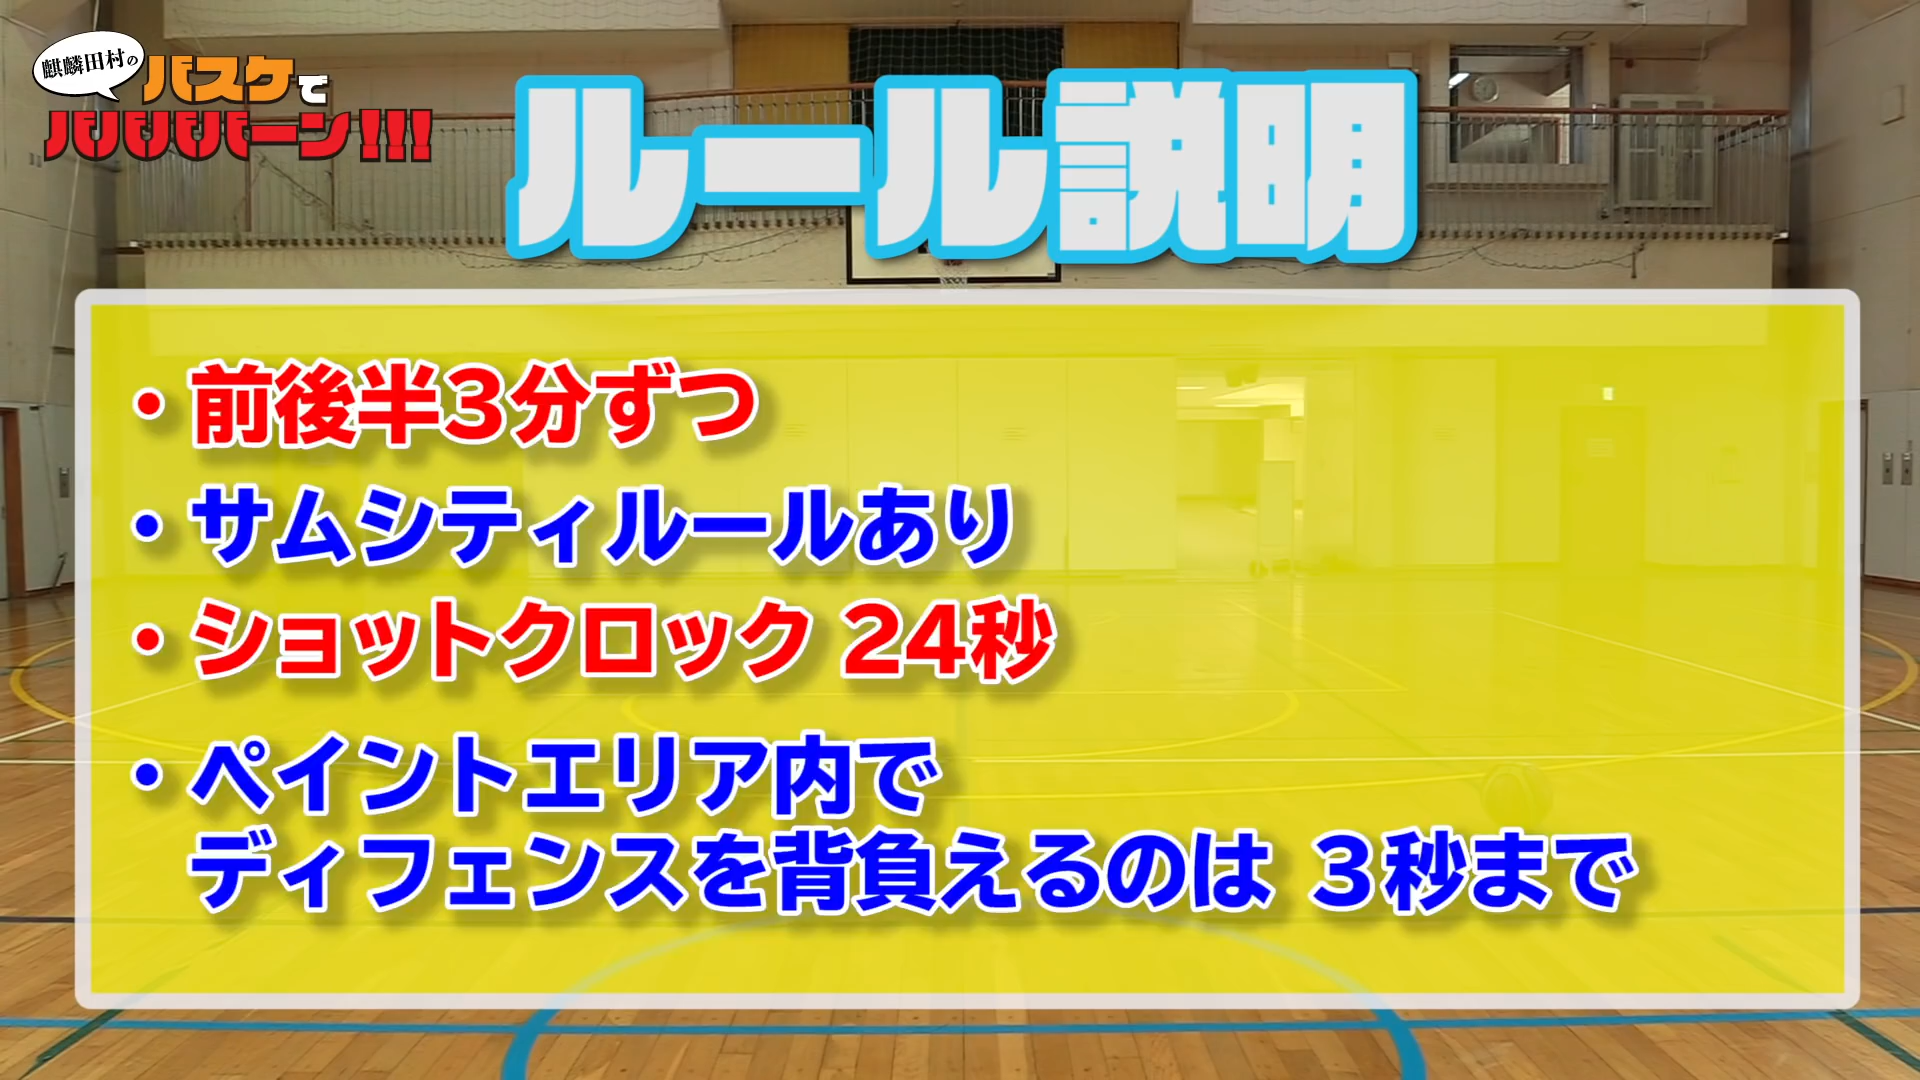 麒麟田村の
バスケで
バババババーン!!!
ルール説明
・前後半3分ずつ
・サムシティルールあり
・ショットクロック 24秒
・ペイントエリア内で
ディフェンスを背負えるのは 3秒まで